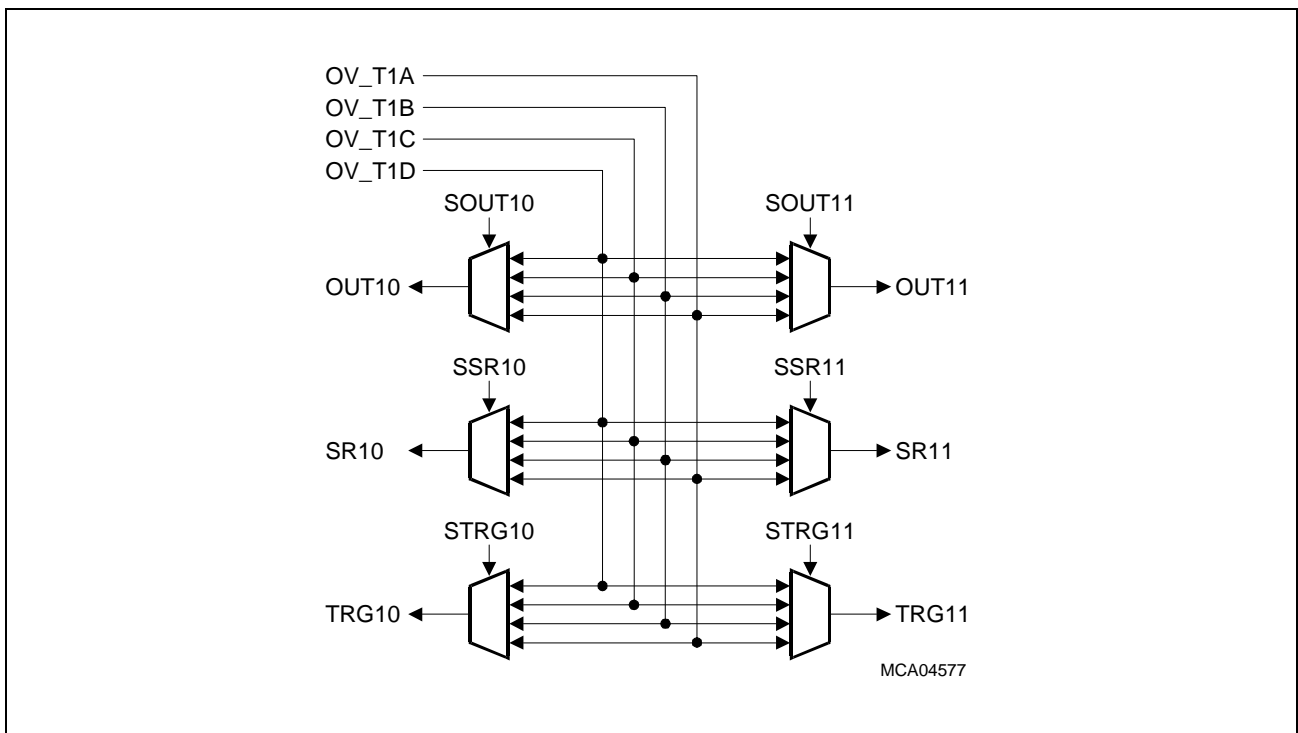 OV_T1A
OV_T1B
OV_T1C
OV_T1D
SOUT10 SOUT11
OUT10 OUT11
SSR10 SSR11
SR10 SR11
STRG10 STRG11
TRG10 TRG11
MCA04577